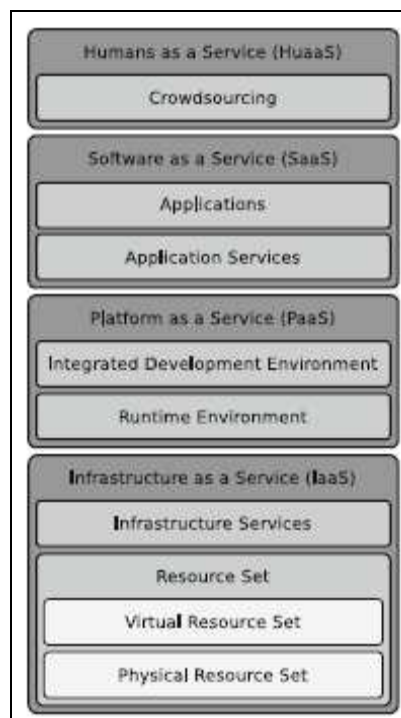 Humans as a Service (HuaaS)
Crowdsourcing
Software as a Service (SaaS)
Applications
Application Services
Platform as a Service (PaaS)
Integrated Development Environment
Runtime Environment
Infrastructure as a Service (IaaS)
Infrastructure Services
Resource Set
Virtual Resource Set
Physical Resource Set